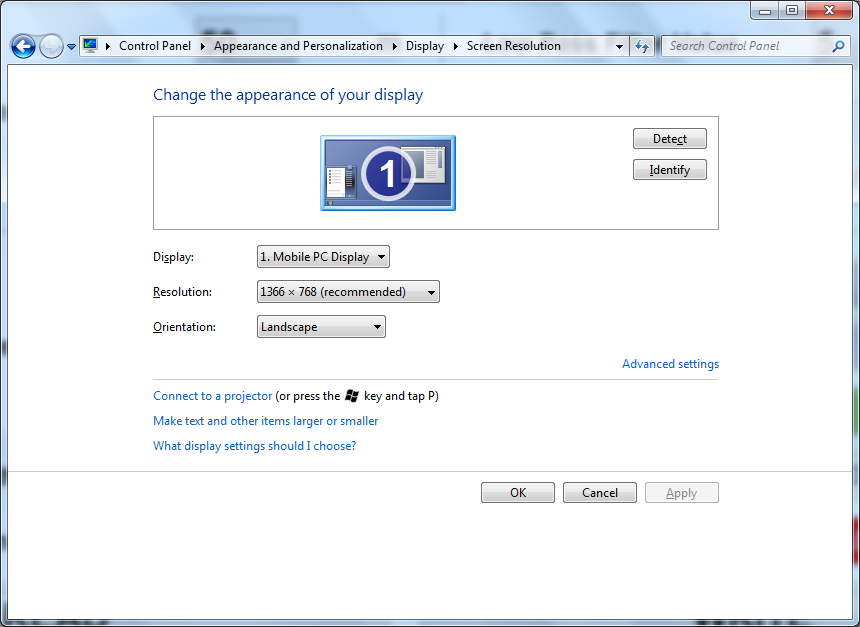 Control Panel Appearance and Personalization Display Screen Resolution Search Control Panel
Change the appearance of your display
1
Detect
Identify
Display: 1. Mobile PC Display
Resolution: 1366 × 768 (recommended)
Orientation: Landscape
Advanced settings
Connect to a projector (or press the key and tap P)
Make text and other items larger or smaller
What display settings should I choose?
OK Cancel Apply